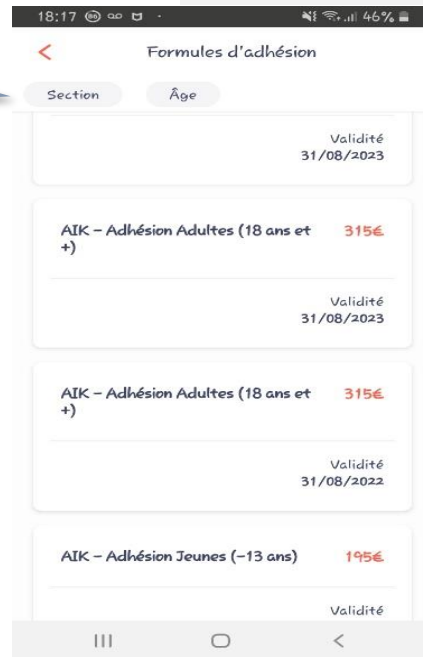 18:17 86 46%
Formules d'adhésion
Section Âge
Validité
31/08/2023
AIK – Adhésion Adultes (18 ans et 315€
+)
Validité
31/08/2023
AIK – Adhésion Adultes (18 ans et 315€
+)
Validité
31/08/2022
AIK – Adhésion Jeunes (-13 ans) 195€
Validité